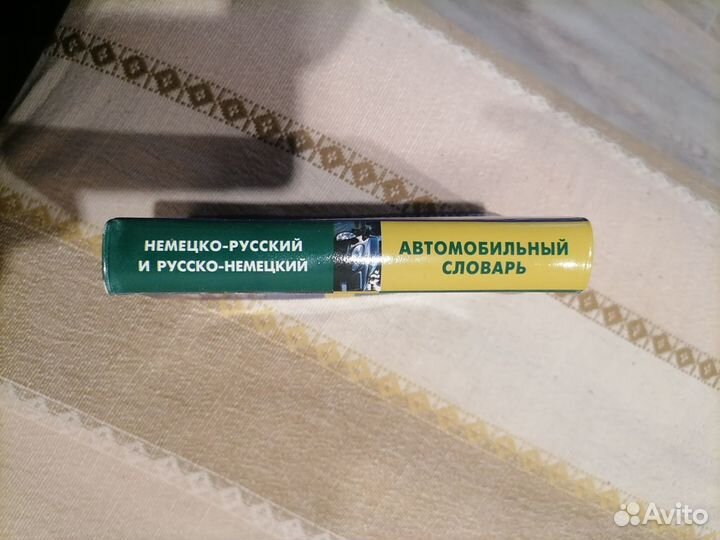 НЕМЕЦКО-РУССКИЙ
И РУССКО-НЕМЕЦКИЙ
АВТОМОБИЛЬНЫЙ
СЛОВАРЬ
Avito